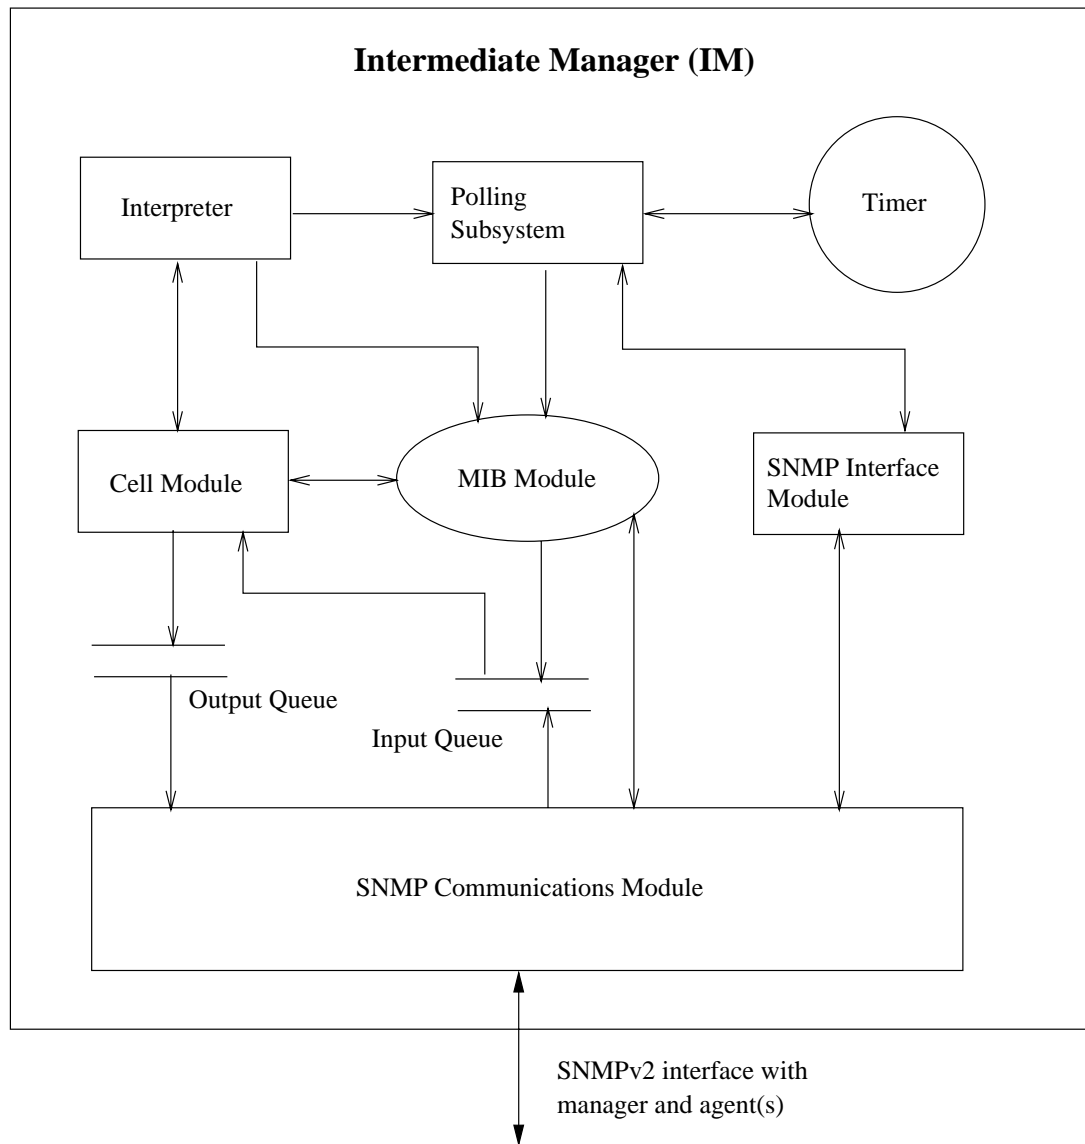 Intermediate Manager (IM)
Interpreter
Polling
Subsystem
Timer
Cell Module
MIB Module
SNMP Interface
Module
Output Queue
Input Queue
SNMP Communications Module
SNMPv2 interface with
manager and agent(s)